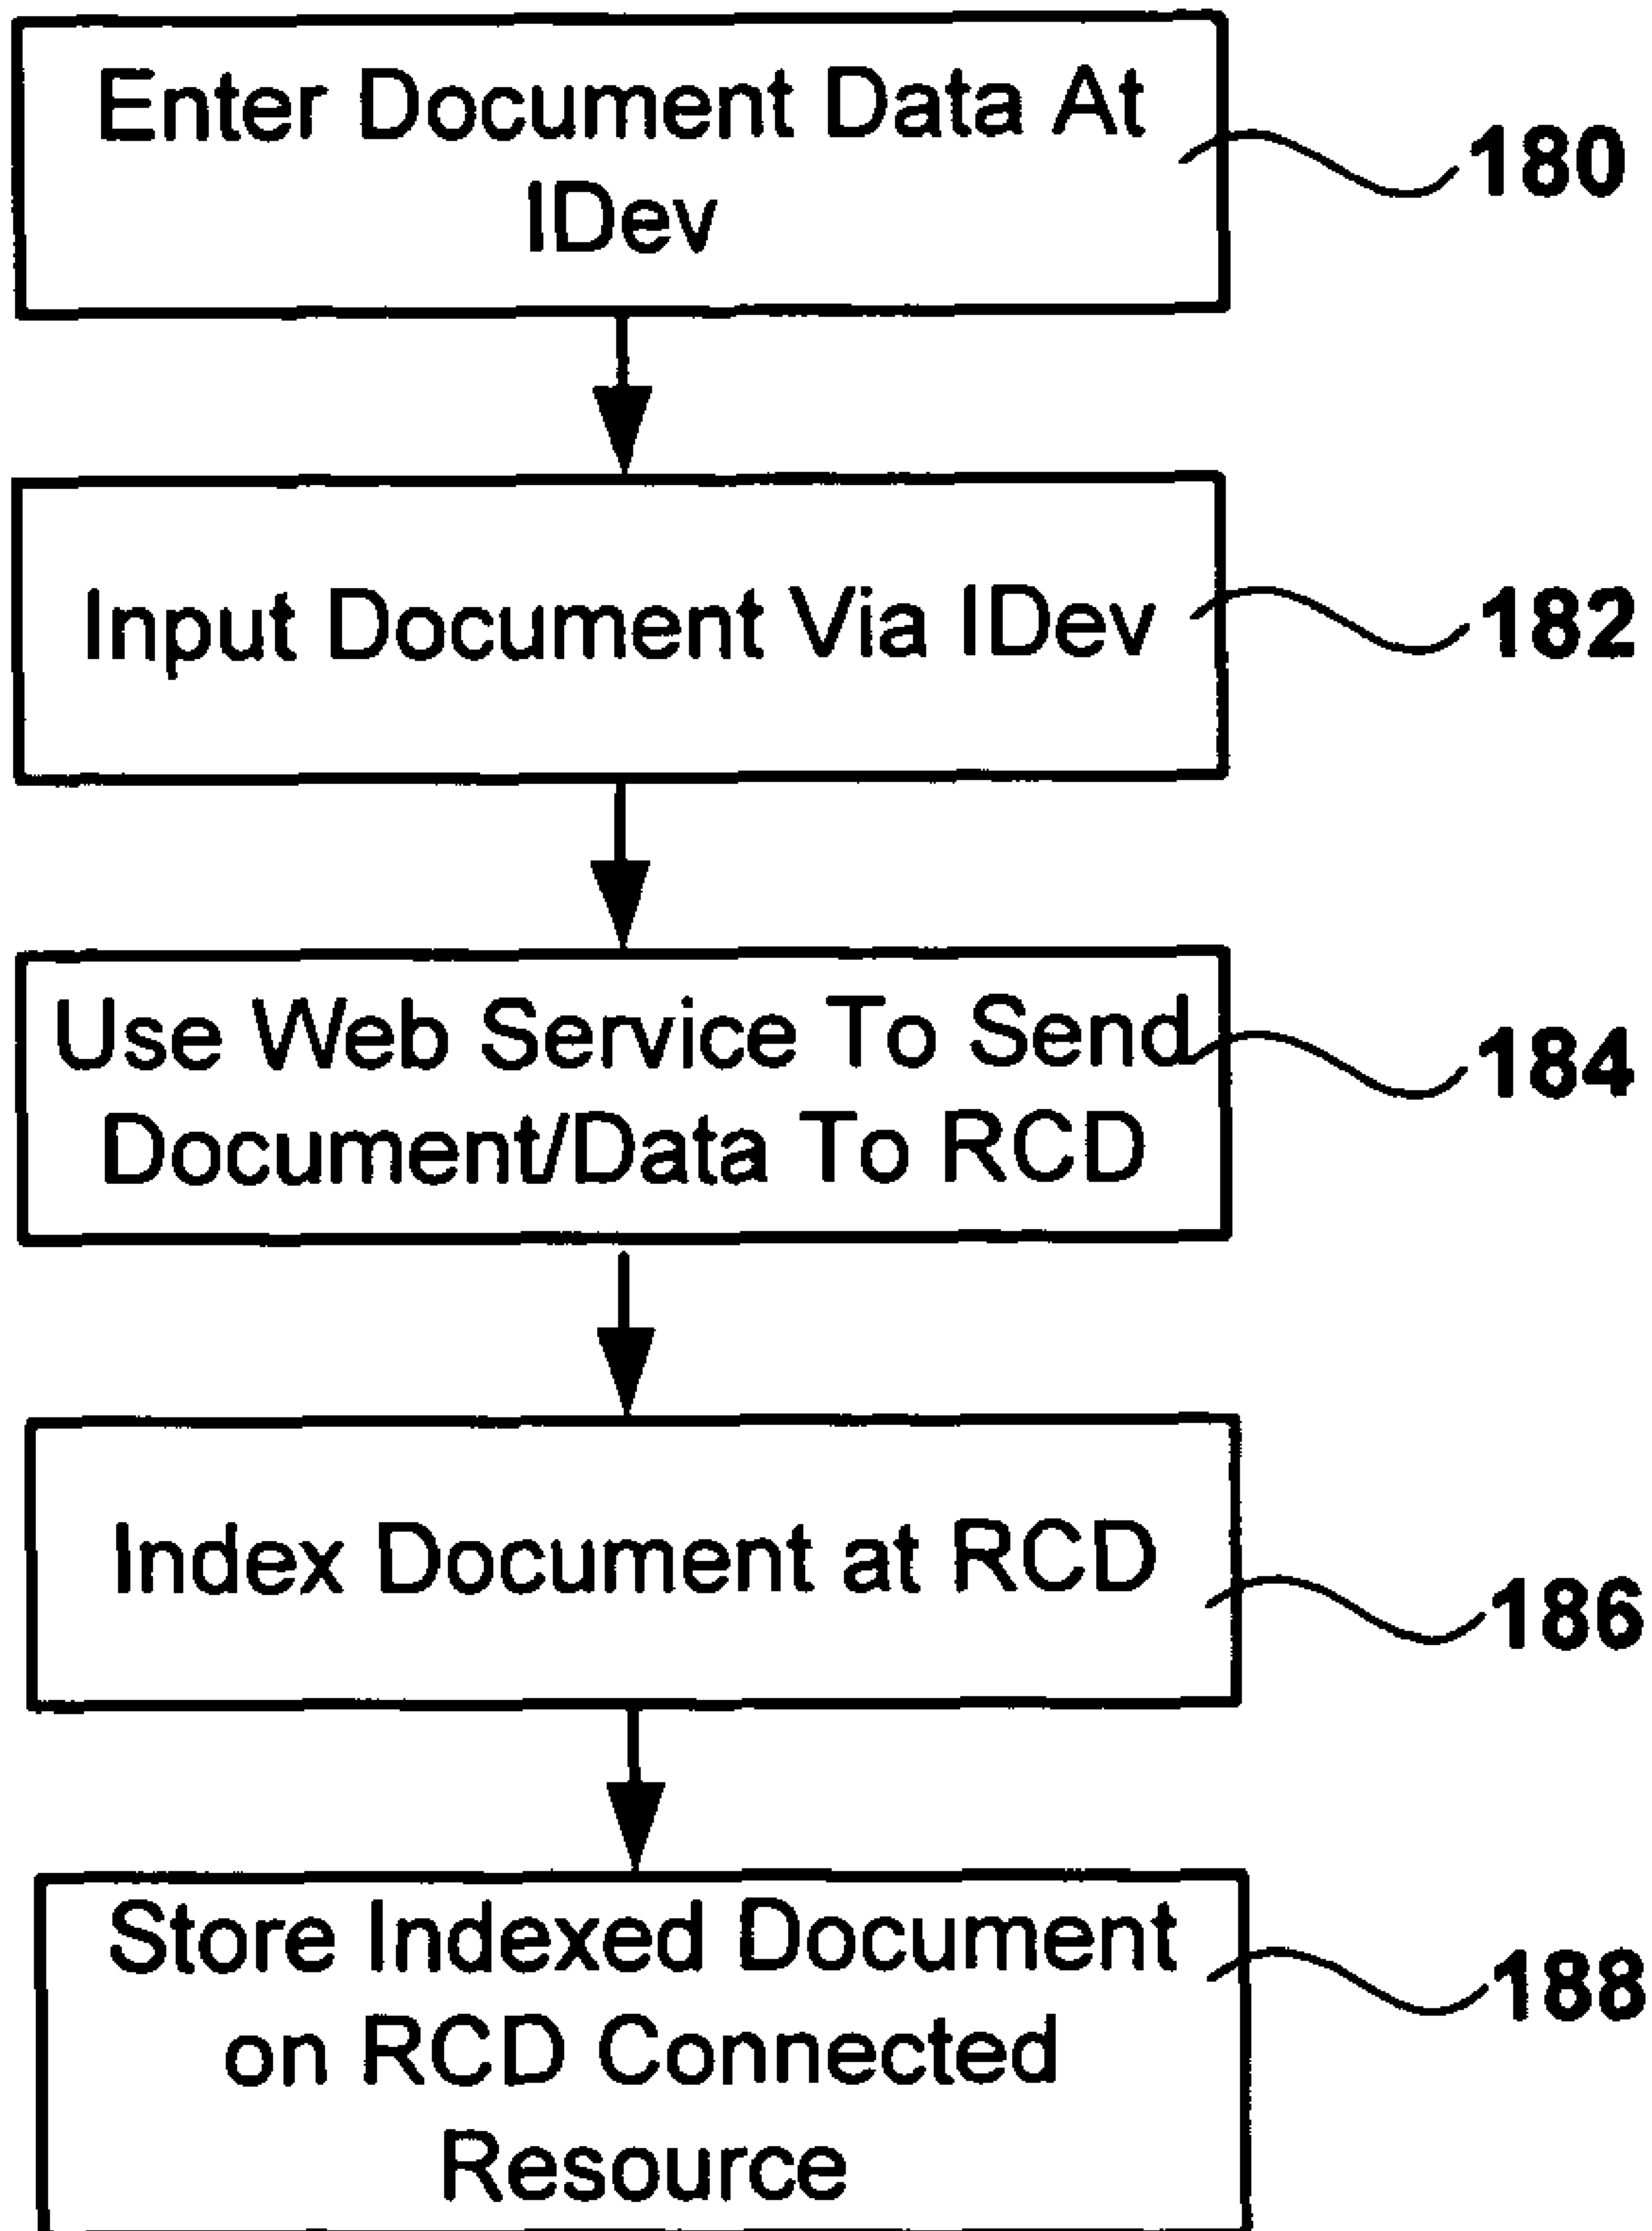 Enter Document Data At
IDev
180
Input Document Via IDev
182
Use Web Service To Send
Document/Data To RCD
184
Index Document at RCD
186
Store Indexed Document
on RCD Connected
Resource
188